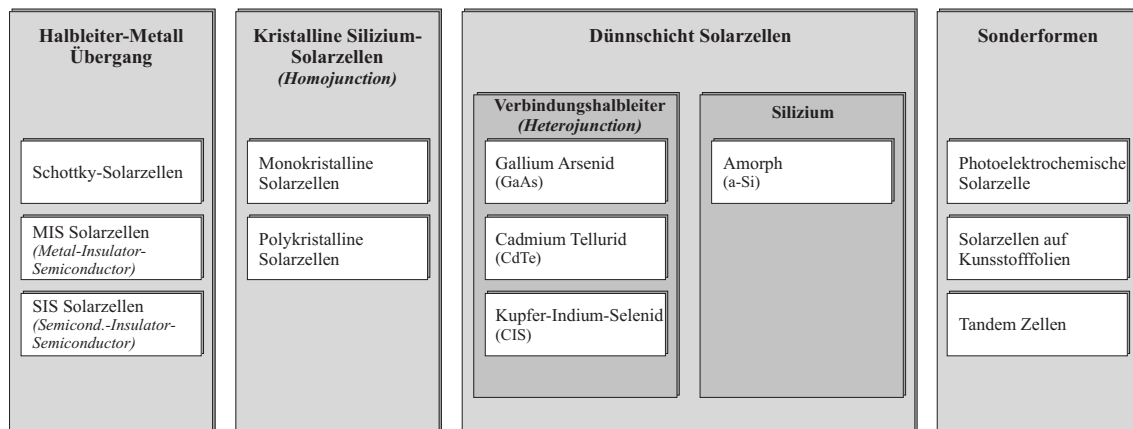 Halbleiter-Metall
Übergang
Schottky-Solarzellen
MIS Solarzellen
(Metal-Insulator-
Semiconductor)
SIS Solarzellen
(Semicond.-Insulator-
Semiconductor)
Kristalline Silizium-
Solarzellen
(Homojunction)
Monokristalline
Solarzellen
Polykristalline
Solarzellen
Dünnschicht Solarzellen
Verbindungshalbleiter
(Heterojunction)
Gallium Arsenid
(GaAs)
Cadmium Tellurid
(CdTe)
Kupfer-Indium-Selenid
(CIS)
Silizium
Amorph
(a-Si)
Sonderformen
Photoelektrochemische
Solarzelle
Solarzellen auf
Kunsstofffolien
Tandem Zellen